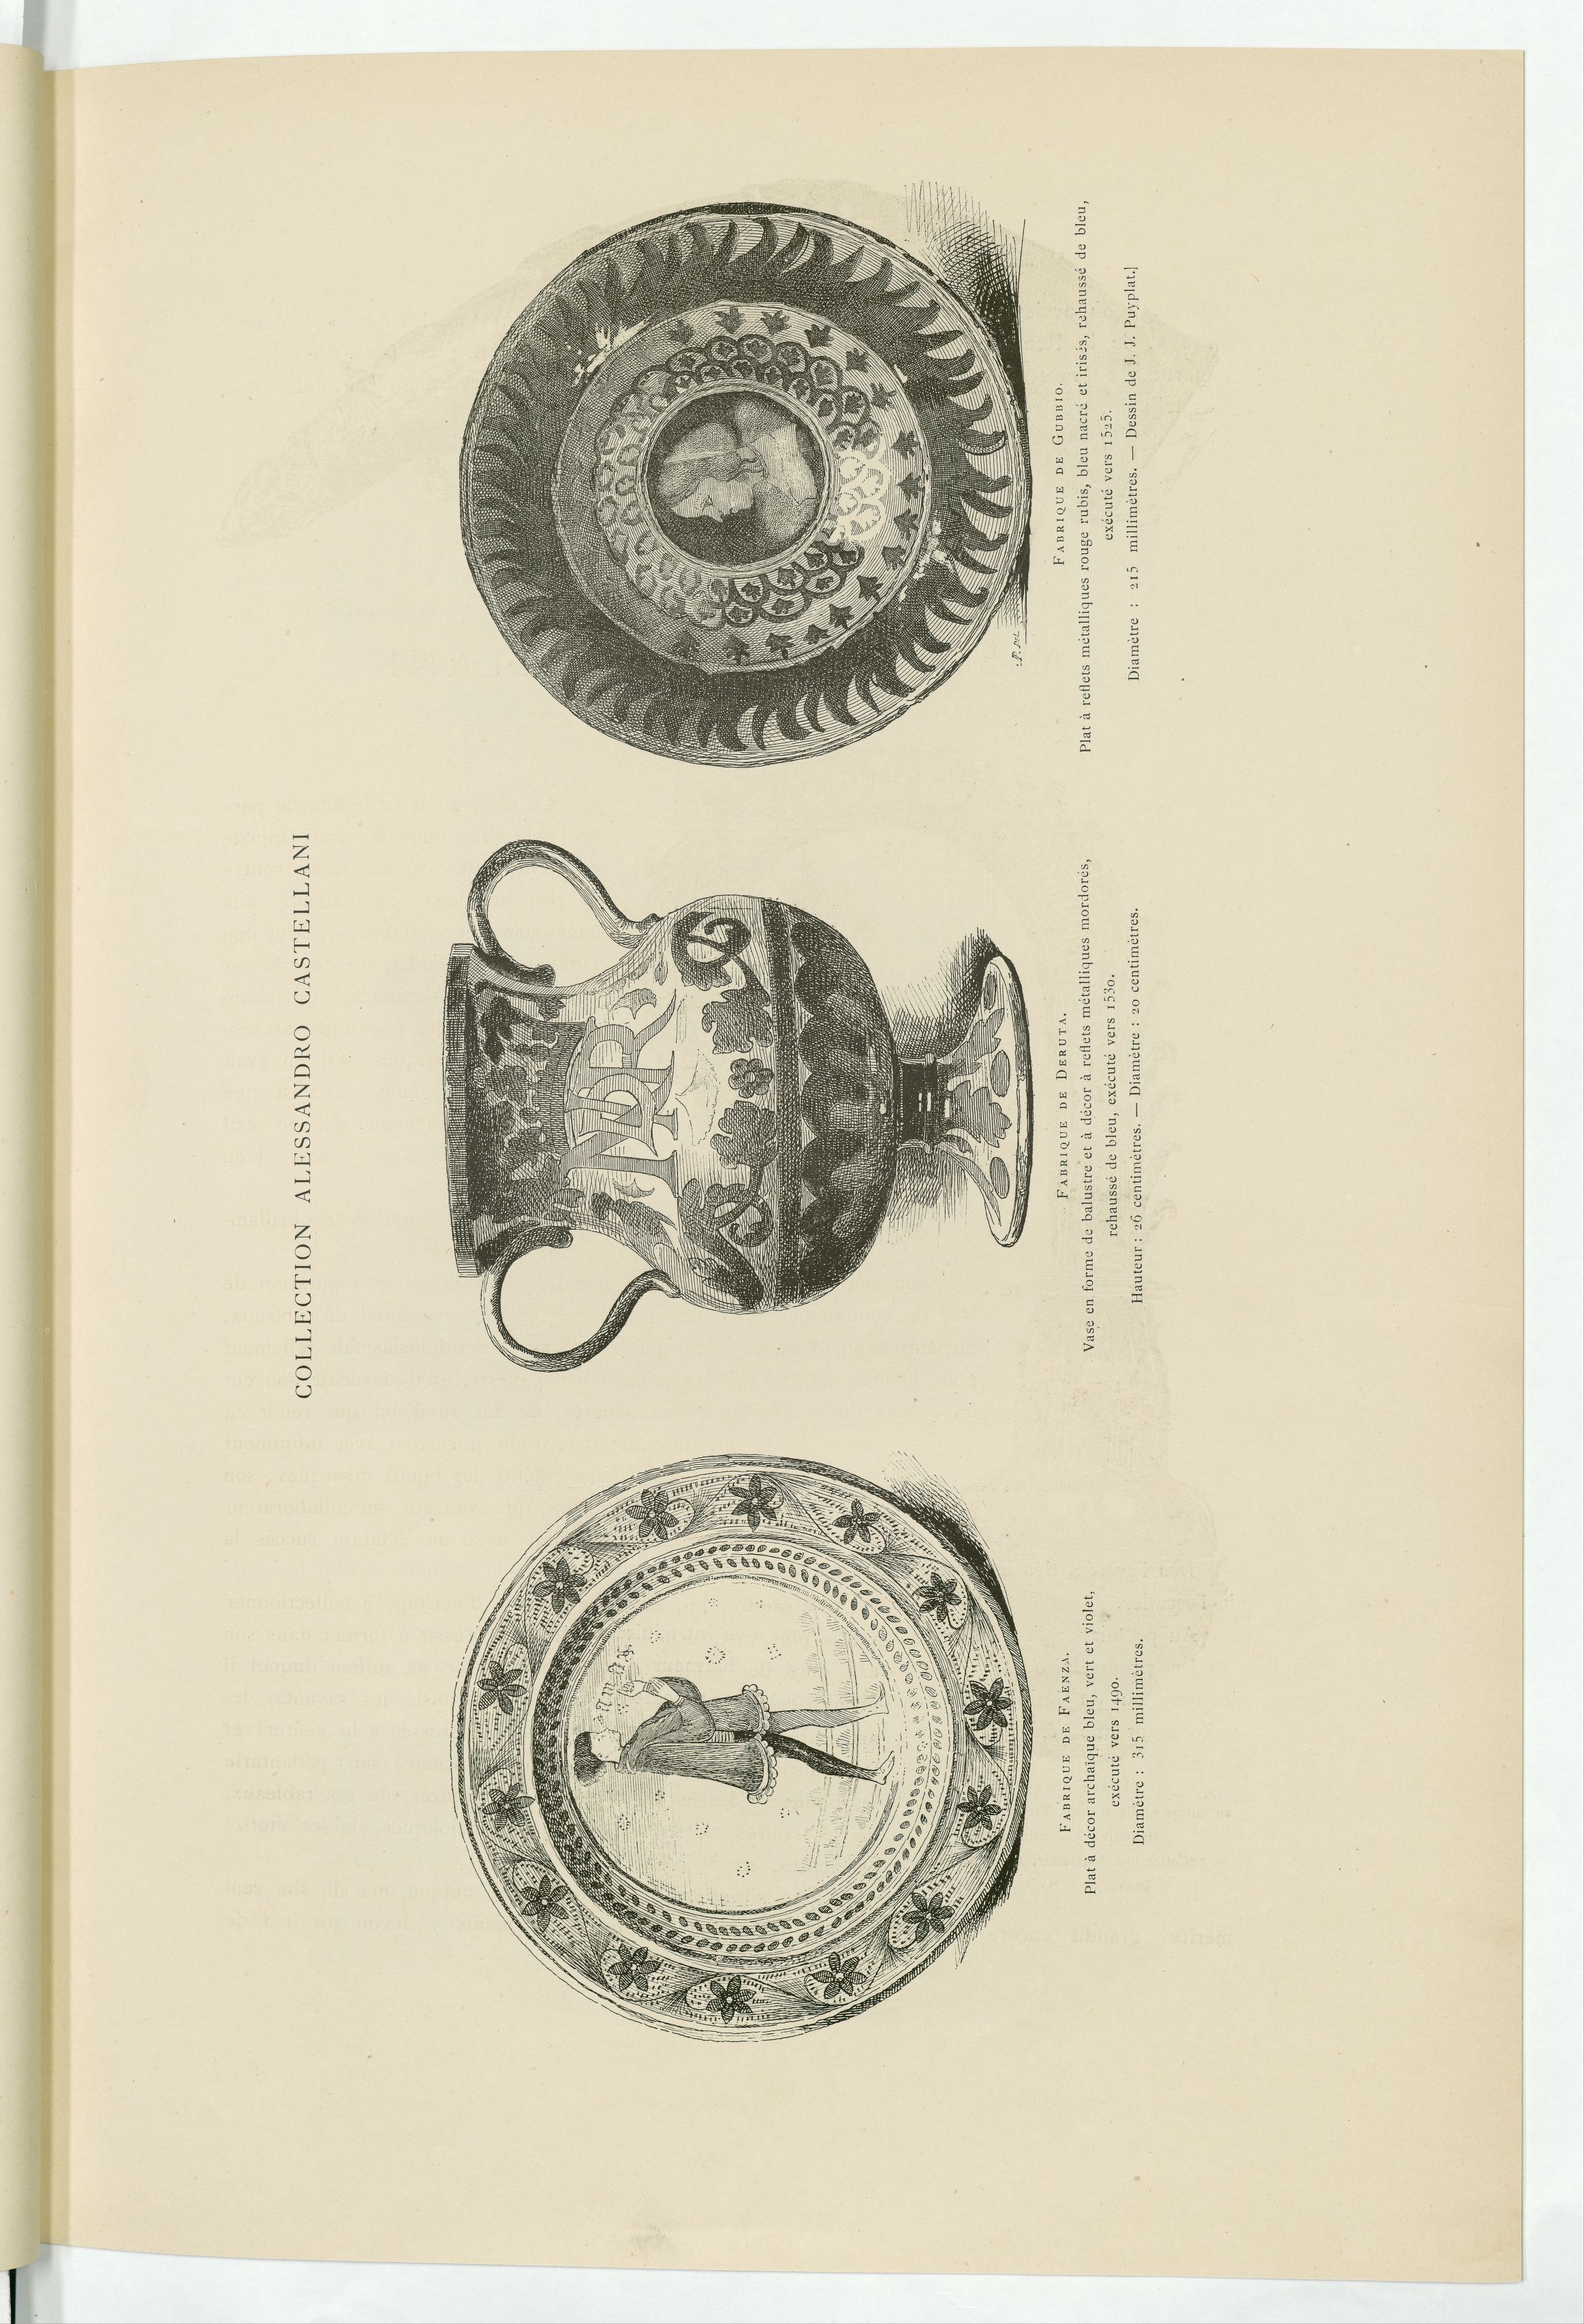 COLLECTION ALESSANDRO CASTELLANI
amas
FABRIQUE DE FAENZA.
Plat à décor archaïque bleu, vert et violet,
exécuté vers 1490.
Diamètre : 315 millimètres.
FABRIQUE DE DERUTA.
Vase en forme de balustre et à décor à reflets métalliques mordorés,
rehaussé de bleu, exécuté vers 1530.
Hauteur : 26 centimètres. — Diamètre : 20 centimètres.
FABRIQUE DE GUBBIO.
Plat à reflets métalliques rouge rubis, bleu nacré et irisés, rehaussé de bleu,
exécuté vers 1525.
Diamètre : 215 millimètres. — Dessin de J. J. Puyplat.]